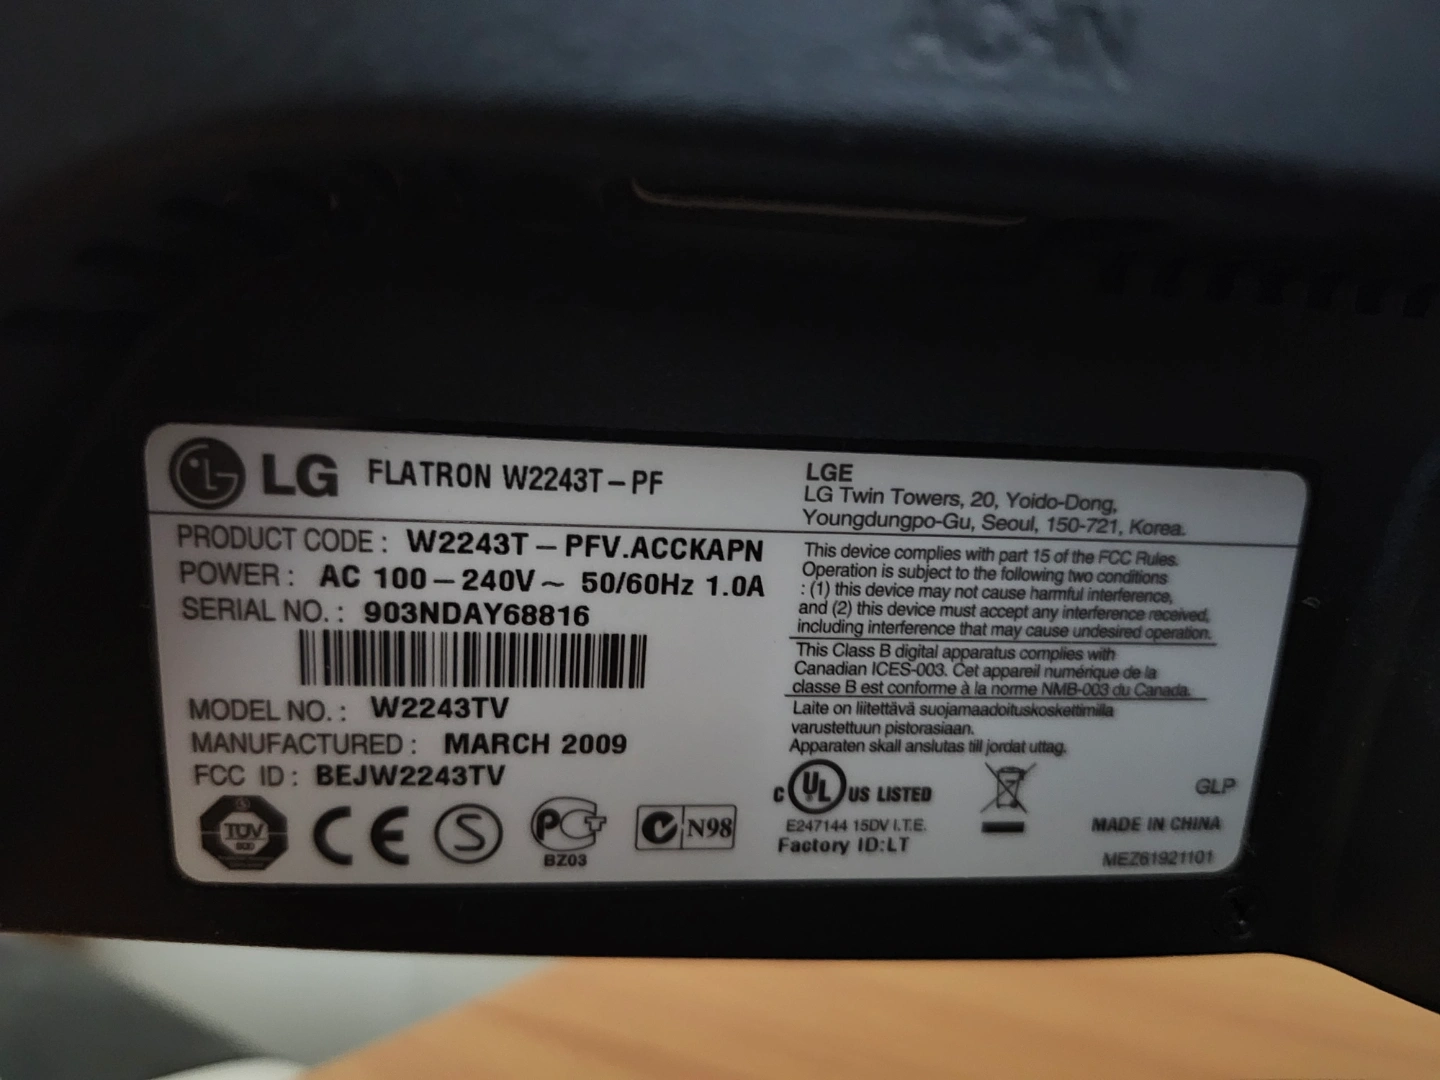 AC-IN
LG FLATRON W2243T-PF
PRODUCT CODE : W2243T-PFV.ACCKAPN
POWER : AC 100-240V~ 50/60Hz 1.0A
SERIAL NO. : 903NDAY68816
MODEL NO. : W2243TV
MANUFACTURED : MARCH 2009
FCC ID : BEJW2243TV
TÜV
CE
S
PCT
BZ03
N98
LGE
LG Twin Towers, 20, Yoido-Dong,
Youngdungpo-Gu, Seoul, 150-721, Korea.
This device complies with part 15 of the FCC Rules.
Operation is subject to the following two conditions
: (1) this device may not cause harmful interference,
and (2) this device must accept any interference received,
including interference that may cause undesired operation.
This Class B digital apparatus complies with
Canadian ICES-003. Cet appareil numérique de la
classe B est conforme à la norme NMB-003 du Canada.
Laite on liitettävä suojamaadoituskoskettimilla
varustettuun pistorasiaan.
Apparaten skall anslutas till jordat uttag.
C UL US LISTED
E247144 15DV I.T.E.
Factory ID:LT
GLP
MADE IN CHINA
MEZ61921101